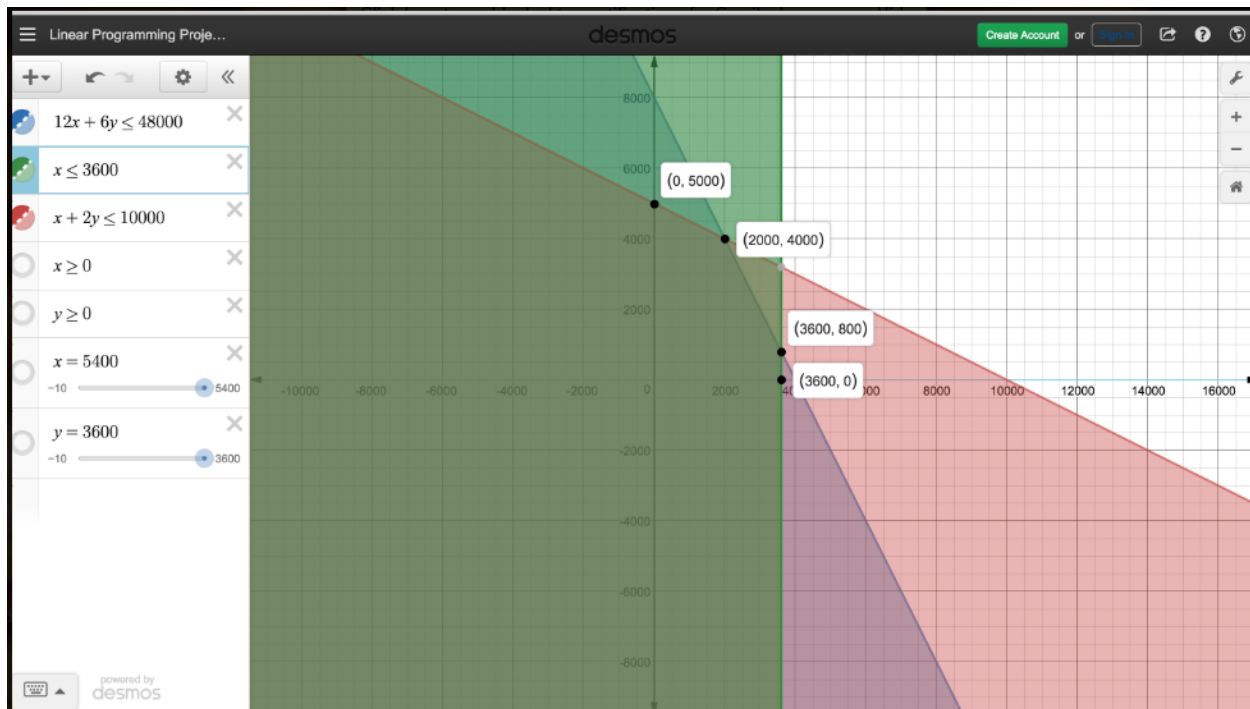 Linear Programming Proje...
desmos
Create Account or Sign in
12x + 6y ≤ 48000
x ≤ 3600
x + 2y ≤ 10000
x ≥ 0
y ≥ 0
x = 5400
-10 5400
y = 3600
-10 3600
powered by
desmos
8000
6000
(0, 5000)
4000
(2000, 4000)
2000
(3600, 800)
(3600, 0)
-10000 -8000 -6000 -4000 -2000 0 2000 8000 10000 12000 14000 16000
-2000
-4000
-6000
-8000